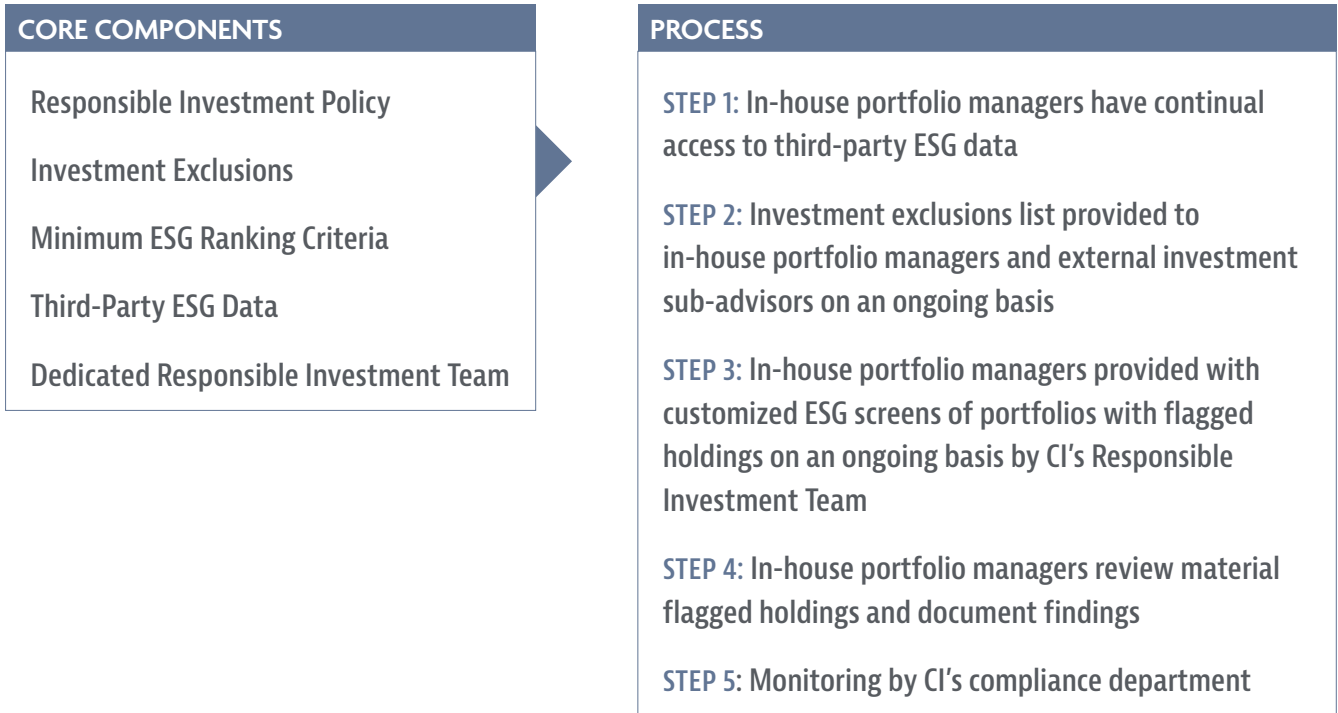 CORE COMPONENTS
Responsible Investment Policy
Investment Exclusions
Minimum ESG Ranking Criteria
Third-Party ESG Data
Dedicated Responsible Investment Team
PROCESS
STEP 1: In-house portfolio managers have continual
access to third-party ESG data
STEP 2: Investment exclusions list provided to
in-house portfolio managers and external investment
sub-advisors on an ongoing basis
STEP 3: In-house portfolio managers provided with
customized ESG screens of portfolios with flagged
holdings on an ongoing basis by CI's Responsible
Investment Team
STEP 4: In-house portfolio managers review material
flagged holdings and document findings
STEP 5: Monitoring by CI's compliance department